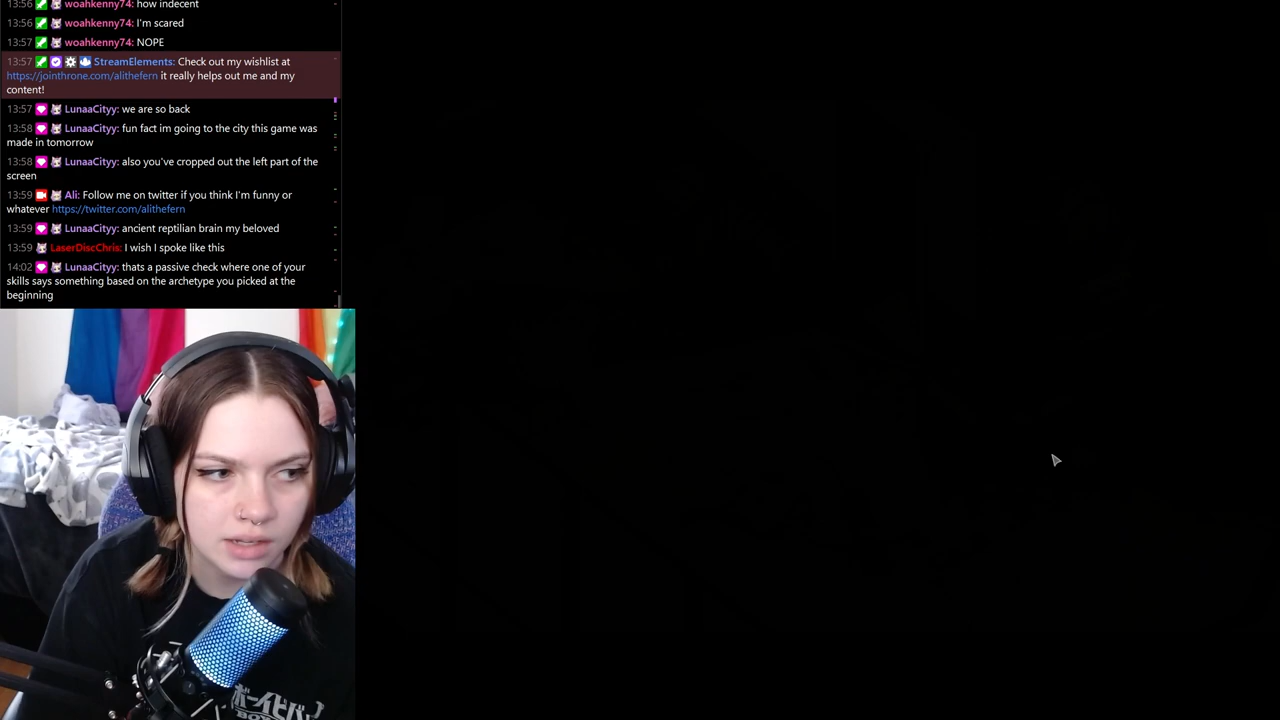 13:56 woahkenny74: how indecent
13:56 woahkenny74: I'm scared
13:57 woahkenny74: NOPE
13:57 StreamElements: Check out my wishlist at
https://jointhrone.com/alithefern it really helps out me and my
content!
13:57 LunaaCityy: we are so back
13:58 LunaaCityy: fun fact im going to the city this game was
made in tomorrow
13:58 LunaaCityy: also you've cropped out the left part of the
screen
13:59 Ali: Follow me on twitter if you think I'm funny or
whatever https://twitter.com/alithefern
13:59 LunaaCityy: ancient reptilian brain my beloved
13:59 LaserDiscChris: I wish I spoke like this
14:02 LunaaCityy: thats a passive check where one of your
skills says something based on the archetype you picked at the
beginning
ボーイビバ